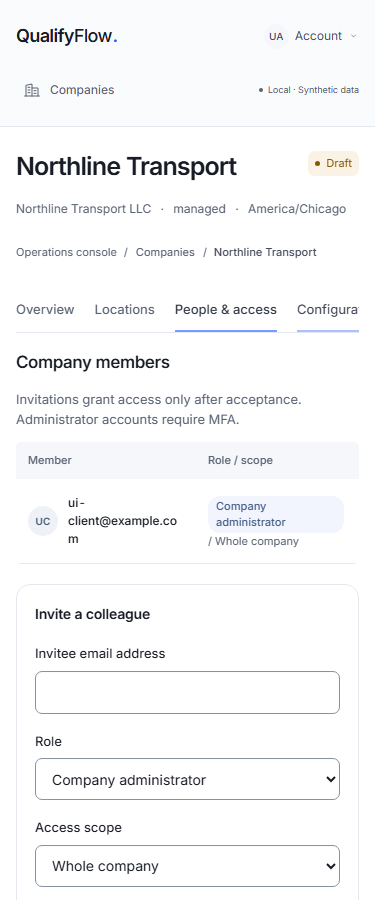 QualifyFlow.
UA Account
Companies
Local · Synthetic data
Northline Transport
Draft
Northline Transport LLC · managed · America/Chicago
Operations console / Companies / Northline Transport
Overview Locations People & access Configura
Company members
Invitations grant access only after acceptance.
Administrator accounts require MFA.
Member Role / scope
UC
ui-
client@example.co
m
Company
administrator
/ Whole company
Invite a colleague
Invitee email address
Role
Company administrator
Access scope
Whole company